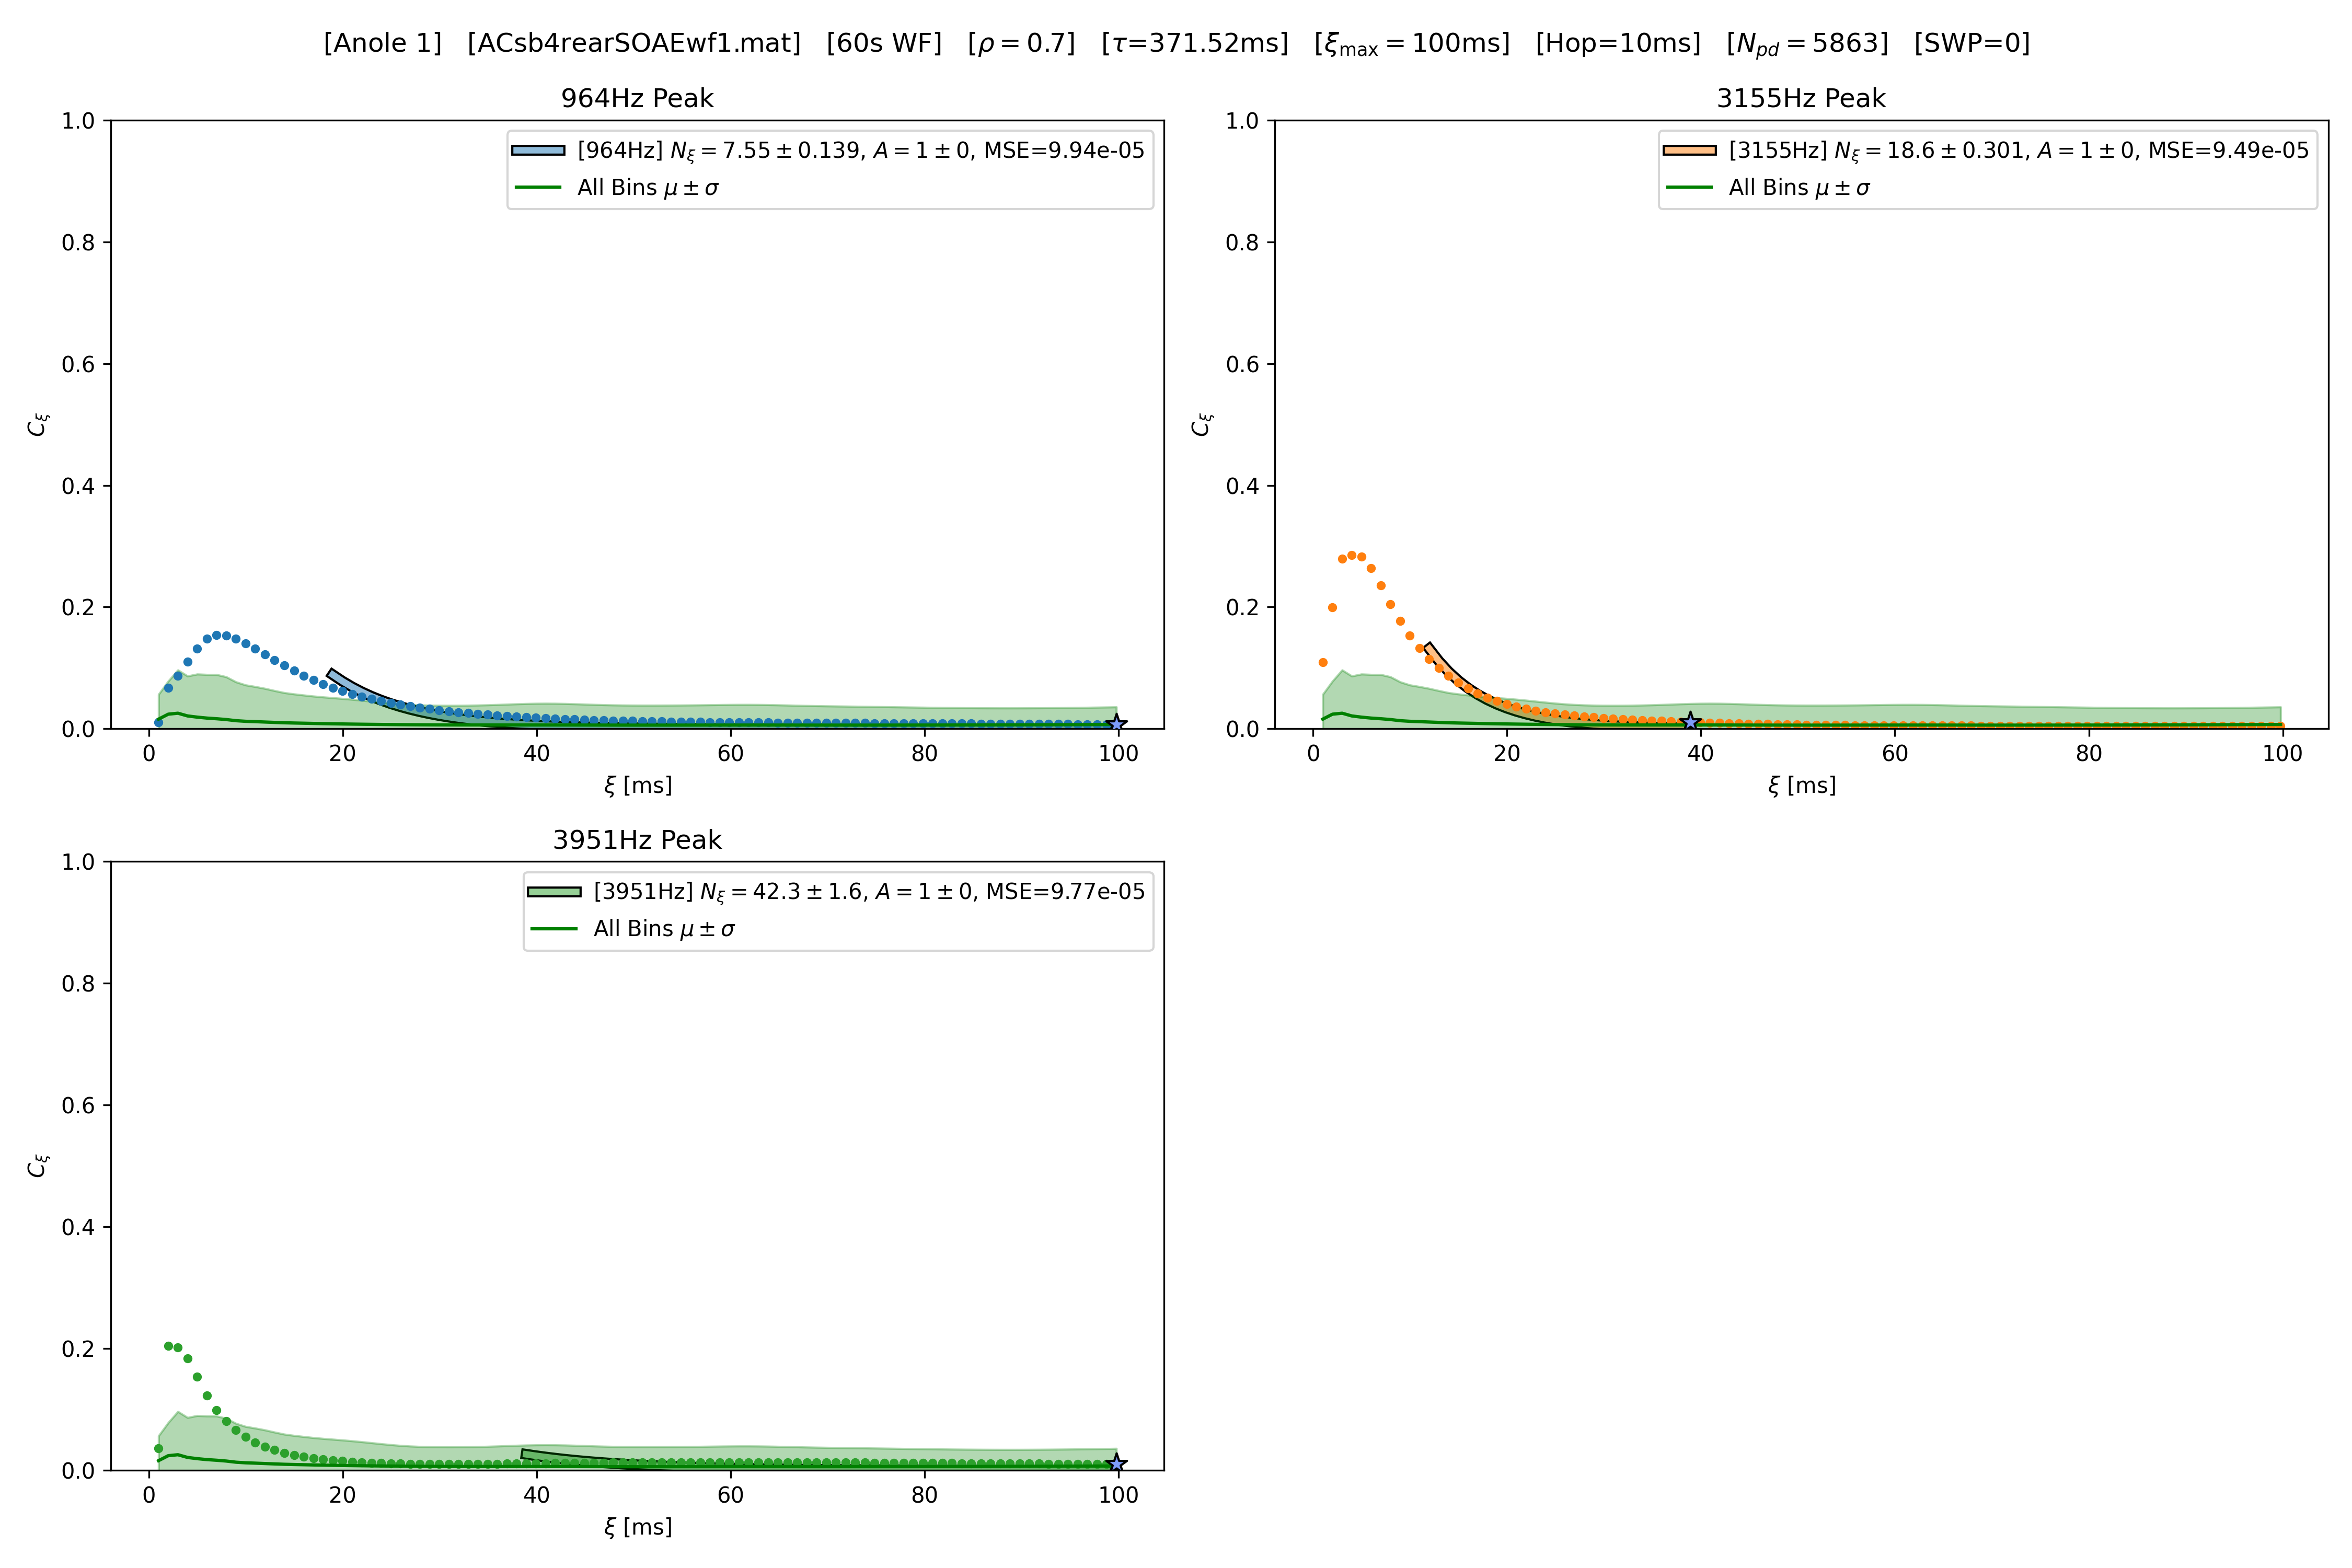 [Anole 1] [ACsb4rearSOAEwf1.mat] [60s WF] [ρ = 0.7] [τ=371.52ms] [ξmax = 100ms] [Hop=10ms] [Npd = 5863] [SWP=0]
964Hz Peak
1.0
0.8
0.6
0.4
0.2
0.0
Cξ
[964Hz] Nξ = 7.55 ± 0.139, A = 1 ± 0, MSE=9.94e-05
All Bins μ ± σ
0 20 40 60 80 100
ξ [ms]
3155Hz Peak
1.0
0.8
0.6
0.4
0.2
0.0
Cξ
[3155Hz] Nξ = 18.6 ± 0.301, A = 1 ± 0, MSE=9.49e-05
All Bins μ ± σ
0 20 40 60 80 100
ξ [ms]
3951Hz Peak
1.0
0.8
0.6
0.4
0.2
0.0
Cξ
[3951Hz] Nξ = 42.3 ± 1.6, A = 1 ± 0, MSE=9.77e-05
All Bins μ ± σ
0 20 40 60 80 100
ξ [ms]